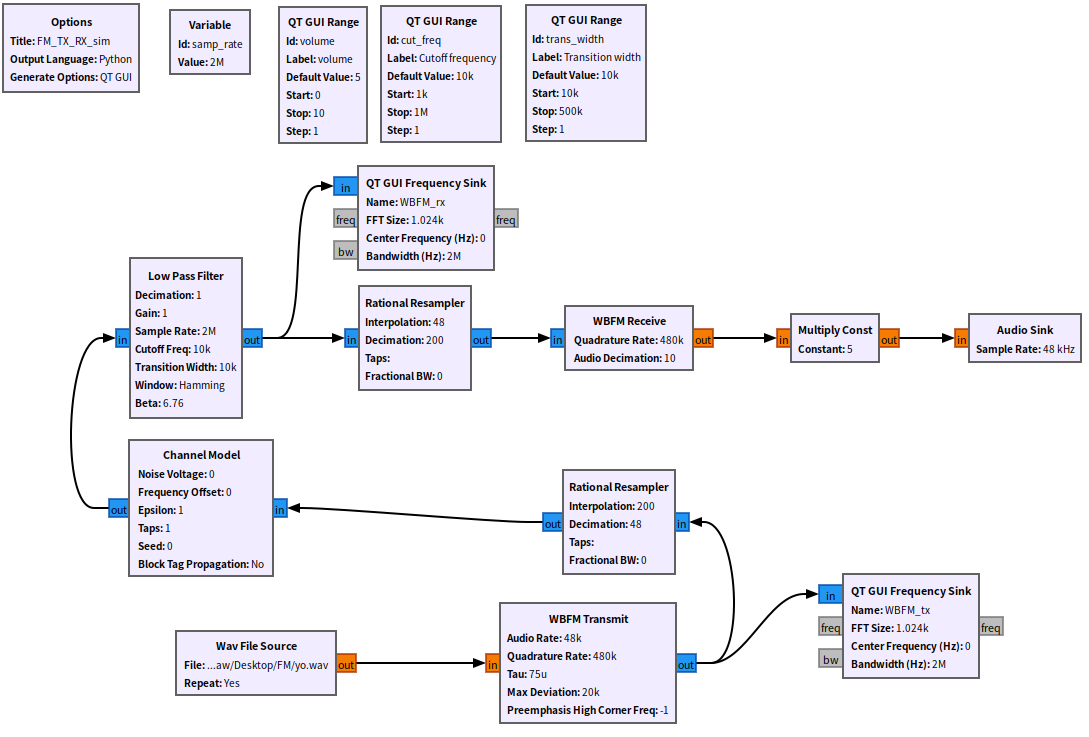 Options
Title: FM_TX_RX_sim
Output Language: Python
Generate Options: QT GUI
Variable
Id: samp_rate
Value: 2M
QT GUI Range
Id: volume
Label: volume
Default Value: 5
Start: 0
Stop: 10
Step: 1
QT GUI Range
Id: cut_freq
Label: Cutoff frequency
Default Value: 10k
Start: 1k
Stop: 1M
Step: 1
QT GUI Range
Id: trans_width
Label: Transition width
Default Value: 10k
Start: 10k
Stop: 500k
Step: 1
in
freq
bw
QT GUI Frequency Sink
Name: WBFM_rx
FFT Size: 1.024k
Center Frequency (Hz): 0
Bandwidth (Hz): 2M
freq
in
Low Pass Filter
Decimation: 1
Gain: 1
Sample Rate: 2M
Cutoff Freq: 10k
Transition Width: 10k
Window: Hamming
Beta: 6.76
out
in
Rational Resampler
Interpolation: 48
Decimation: 200
Taps:
Fractional BW: 0
out
in
WBFM Receive
Quadrature Rate: 480k
Audio Decimation: 10
out
in
Multiply Const
Constant: 5
out
in
Audio Sink
Sample Rate: 48 kHz
out
Channel Model
Noise Voltage: 0
Frequency Offset: 0
Epsilon: 1
Taps: 1
Seed: 0
Block Tag Propagation: No
in
out
Rational Resampler
Interpolation: 200
Decimation: 48
Taps:
Fractional BW: 0
in
Wav File Source
File: ...aw/Desktop/FM/yo.wav
Repeat: Yes
out
in
WBFM Transmit
Audio Rate: 48k
Quadrature Rate: 480k
Tau: 75u
Max Deviation: 20k
Preemphasis High Corner Freq: -1
out
in
freq
bw
QT GUI Frequency Sink
Name: WBFM_tx
FFT Size: 1.024k
Center Frequency (Hz): 0
Bandwidth (Hz): 2M
freq